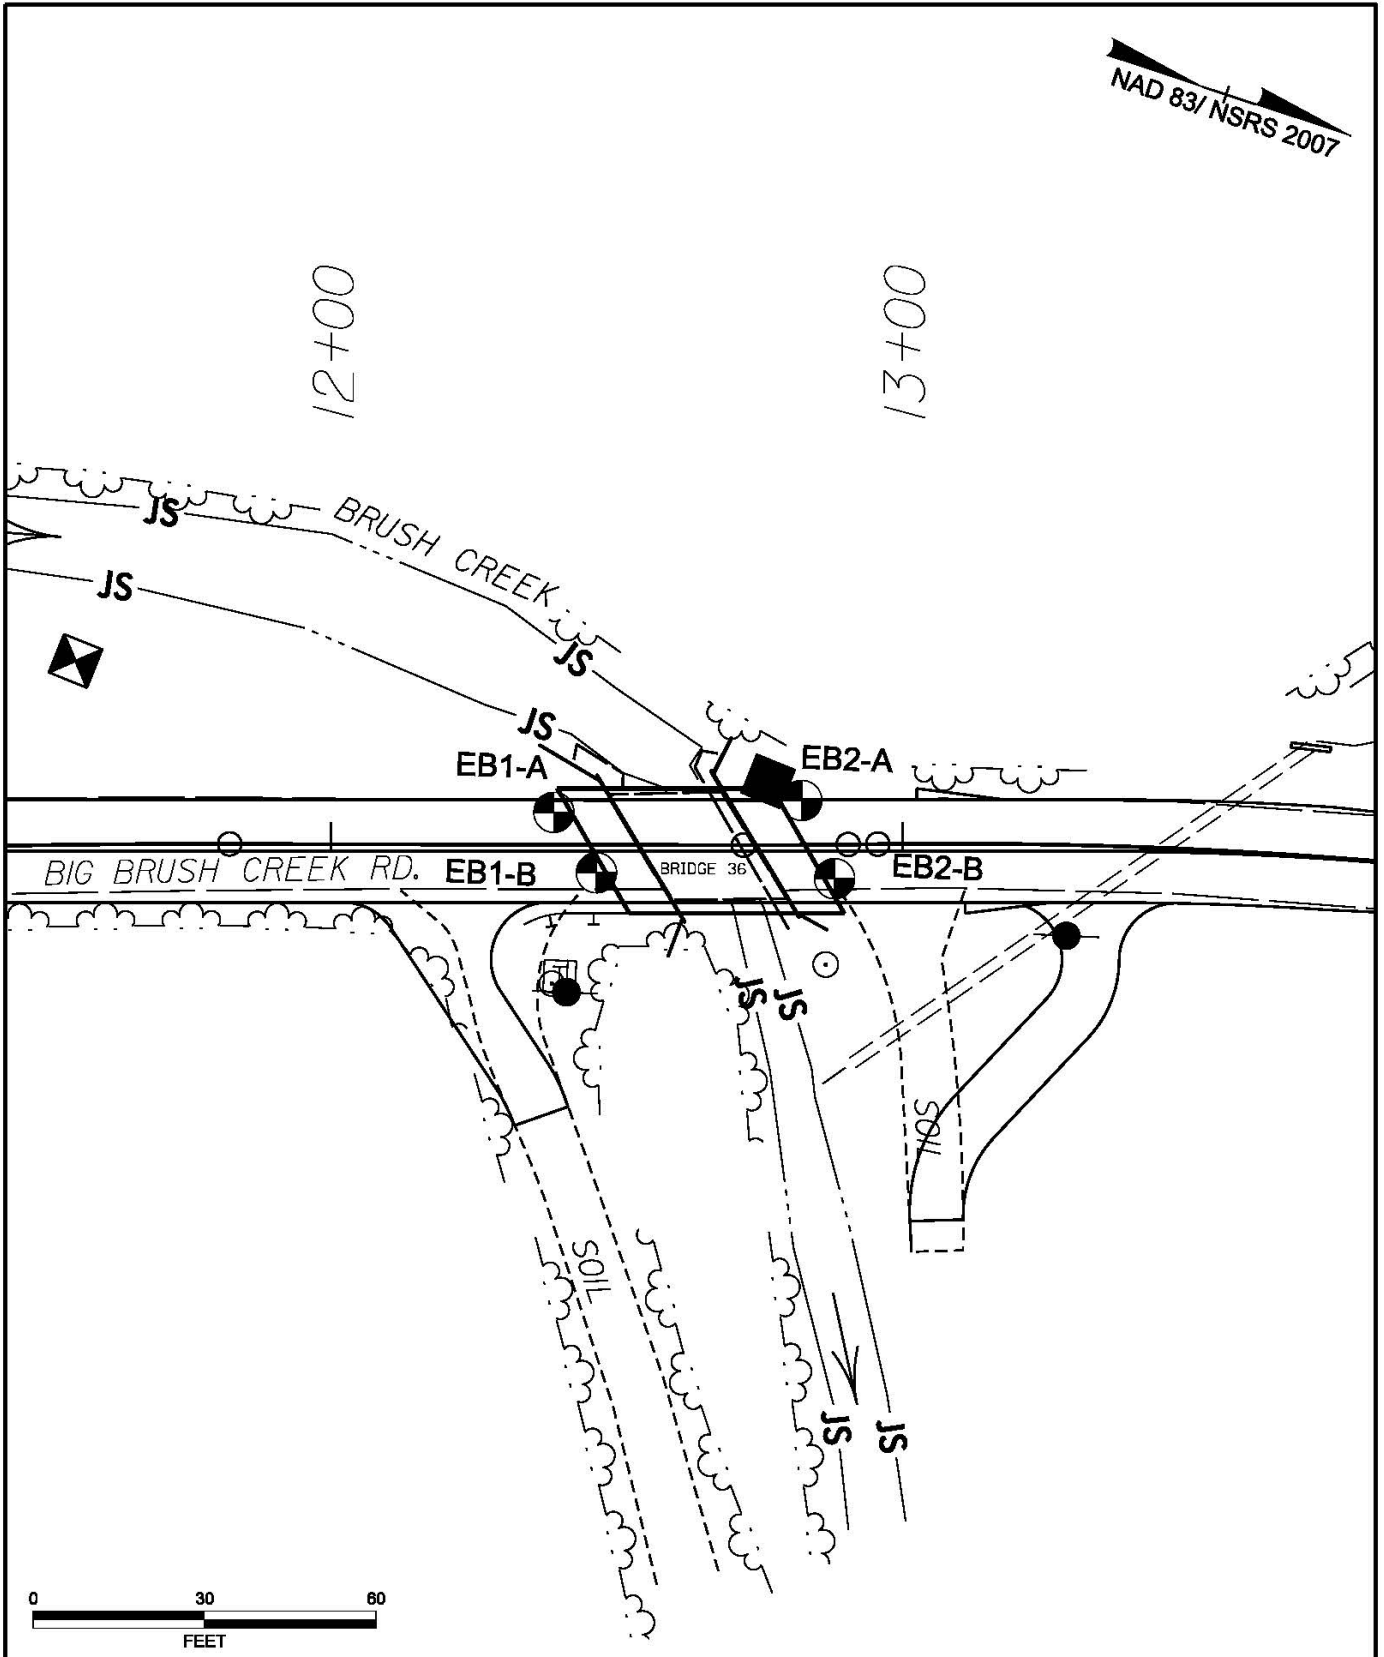 NAD 83/ NSRS 2007
12+00
13+00
JS
BRUSH CREEK
JS
JS
JS
EB1-A
EB2-A
BIG BRUSH CREEK RD.
EB1-B
BRIDGE 36
EB2-B
JS
JS
SOIL
SOIL
JS
JS
0 30 60
FEET